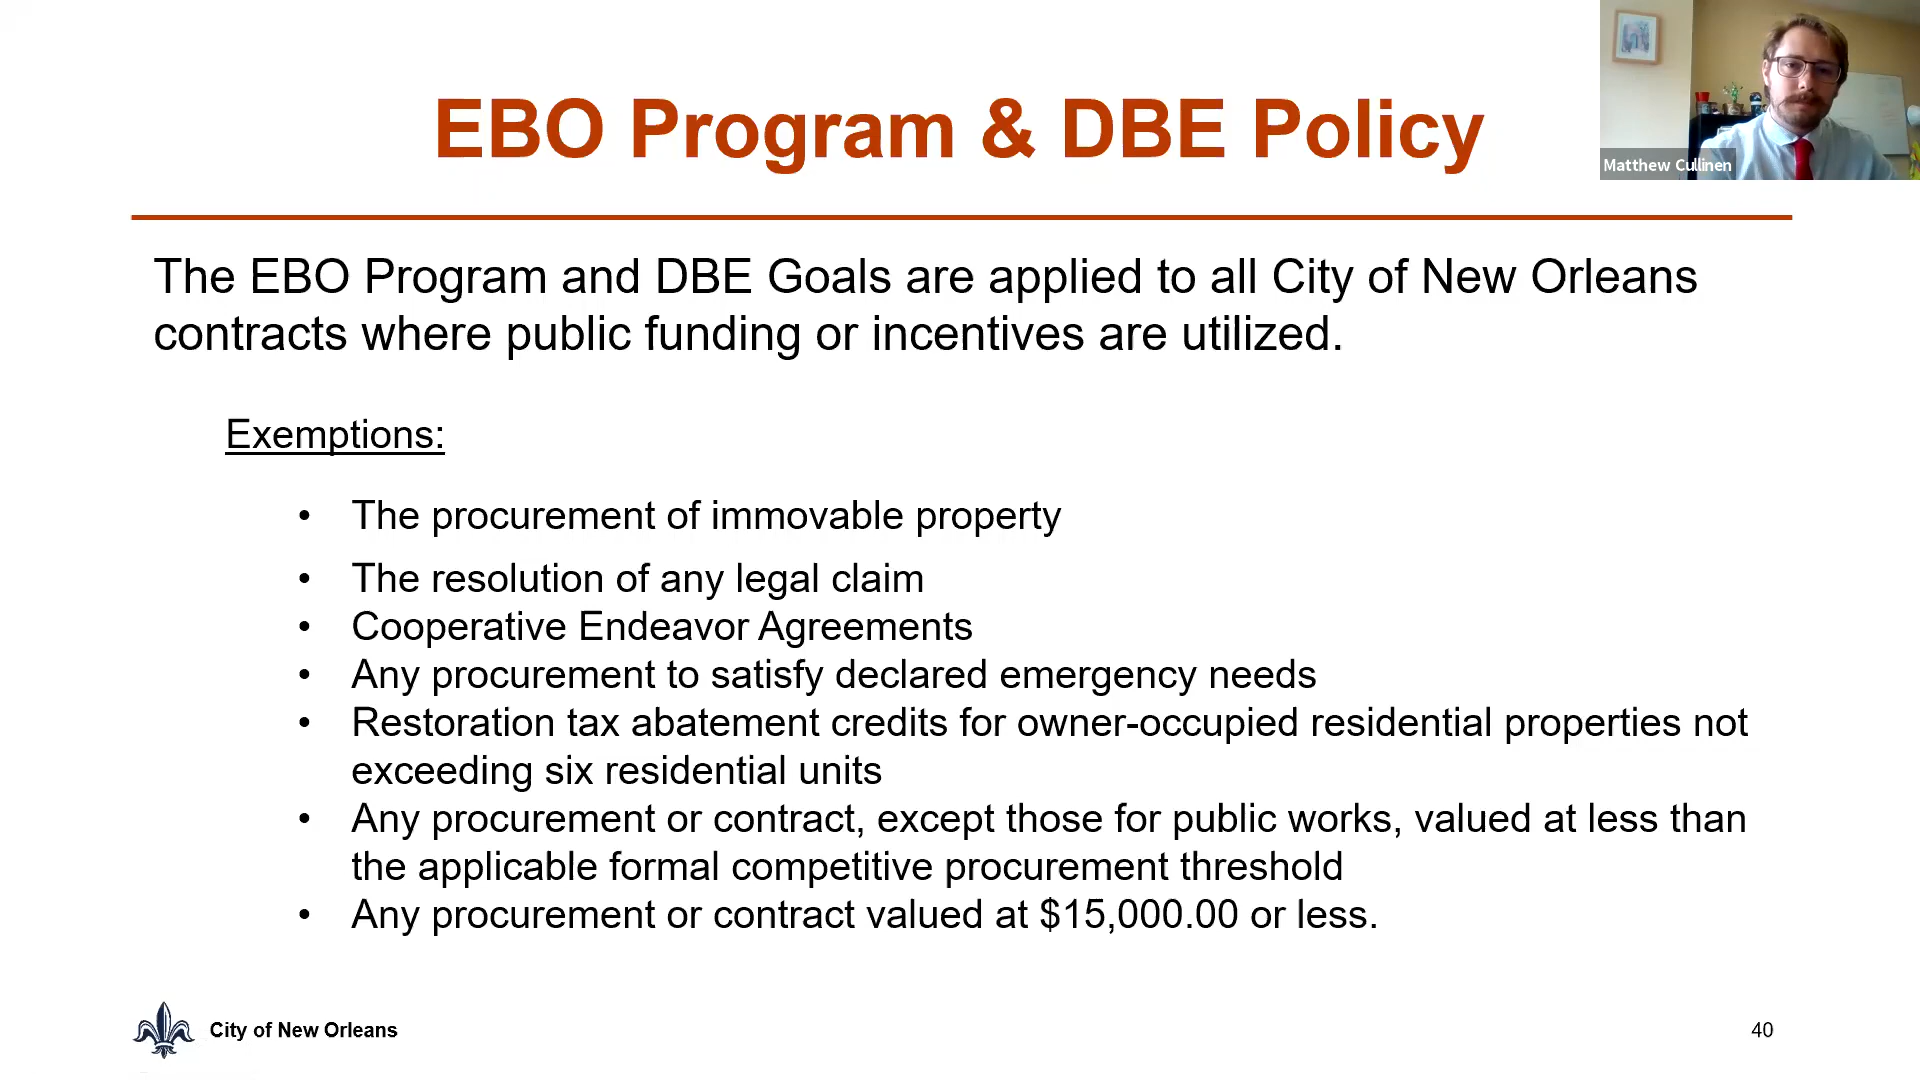 EBO Program & DBE Policy
Matthew Cullinen
The EBO Program and DBE Goals are applied to all City of New Orleans
contracts where public funding or incentives are utilized.
Exemptions:
• The procurement of immovable property
• The resolution of any legal claim
• Cooperative Endeavor Agreements
• Any procurement to satisfy declared emergency needs
• Restoration tax abatement credits for owner-occupied residential properties not
exceeding six residential units
• Any procurement or contract, except those for public works, valued at less than
the applicable formal competitive procurement threshold
• Any procurement or contract valued at $15,000.00 or less.
City of New Orleans
40